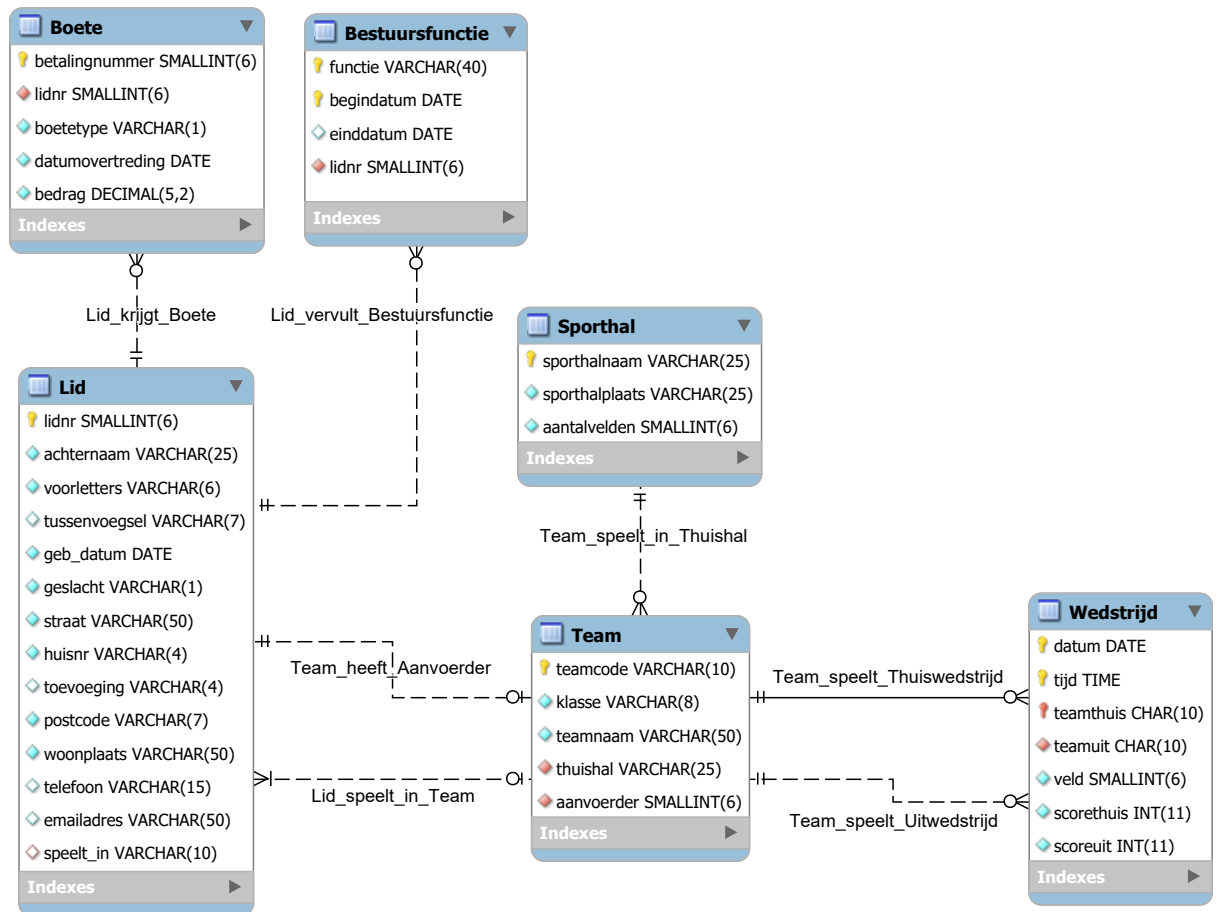 Boete
betalingnummer SMALLINT(6)
lidnr SMALLINT(6)
boetetype VARCHAR(1)
datumovertreding DATE
bedrag DECIMAL(5,2)
Indexes
Bestuursfunctie
functie VARCHAR(40)
begindatum DATE
einddatum DATE
lidnr SMALLINT(6)
Indexes
Lid_krijgt_Boete
Lid_vervult_Bestuursfunctie
Sporthal
sporthalnaam VARCHAR(25)
sporthalplaats VARCHAR(25)
aantalvelden SMALLINT(6)
Indexes
Lid
lidnr SMALLINT(6)
achternaam VARCHAR(25)
voorletters VARCHAR(6)
tussenvoegsel VARCHAR(7)
geb_datum DATE
geslacht VARCHAR(1)
straat VARCHAR(50)
huisnr VARCHAR(4)
toevoeging VARCHAR(4)
postcode VARCHAR(7)
woonplaats VARCHAR(50)
telefoon VARCHAR(15)
emailadres VARCHAR(50)
speelt_in VARCHAR(10)
Indexes
Team_speelt_in_Thuishal
Team_heeft_Aanvoerder
Lid_speelt_in_Team
Team
teamcode VARCHAR(10)
klasse VARCHAR(8)
teamnaam VARCHAR(50)
thuishal VARCHAR(25)
aanvoerder SMALLINT(6)
Indexes
Team_speelt_Thuiswedstrijd
Team_speelt_Uitwedstrijd
Wedstrijd
datum DATE
tijd TIME
teamthuis CHAR(10)
teamuit CHAR(10)
veld SMALLINT(6)
scorethuis INT(11)
scoreuit INT(11)
Indexes